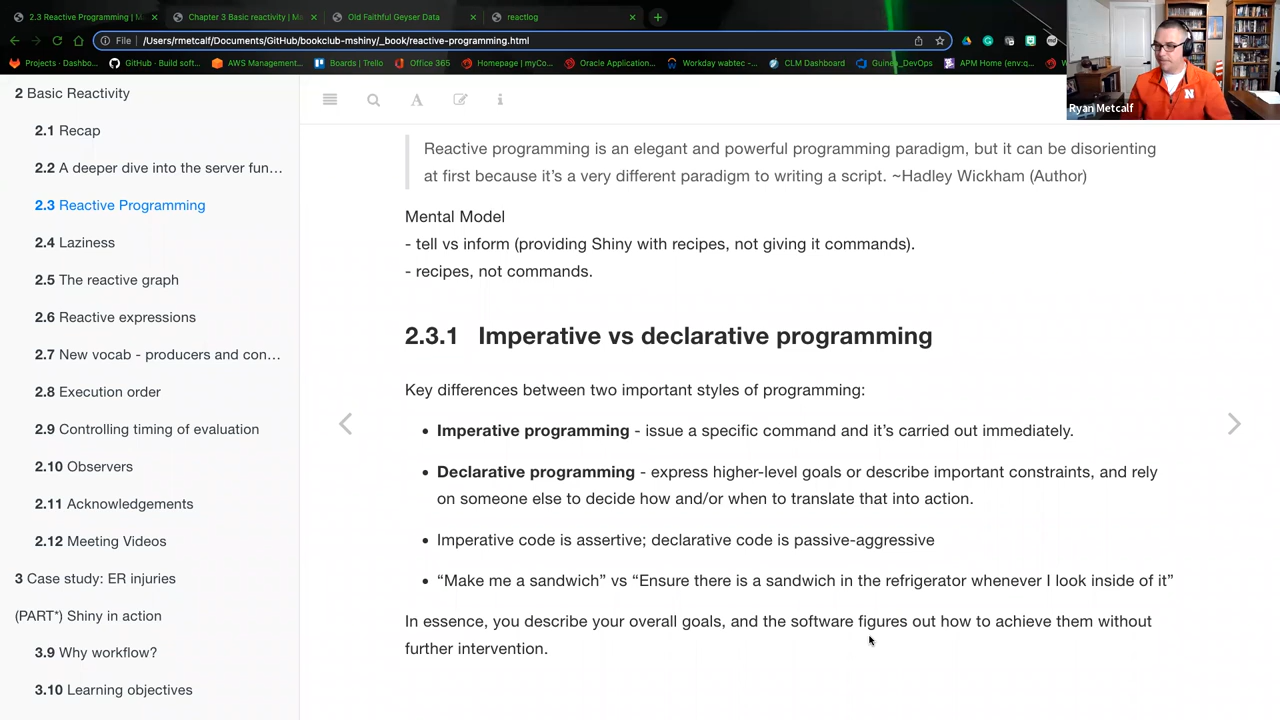 2.3 Reactive Programming | M
Chapter 3 Basic reactivity | Ma
Old Faithful Geyser Data
reactlog
File
/Users/rmetcalf/Documents/GitHub/bookclub-mshiny/_book/reactive-programming.html
Projects · Dashbo...
GitHub · Build soft...
AWS Management...
Boards | Trello
Office 365
Homepage | myCo...
Oracle Application...
Workday wabtec -...
CLM Dashboard
Guinea_DevOps
APM Home (env:q...
Ryan Metcalf
2 Basic Reactivity
2.1 Recap
2.2 A deeper dive into the server fun…
2.3 Reactive Programming
2.4 Laziness
2.5 The reactive graph
2.6 Reactive expressions
2.7 New vocab - producers and con…
2.8 Execution order
2.9 Controlling timing of evaluation
2.10 Observers
2.11 Acknowledgements
2.12 Meeting Videos
3 Case study: ER injuries
(PART*) Shiny in action
3.9 Why workflow?
3.10 Learning objectives
Reactive programming is an elegant and powerful programming paradigm, but it can be disorienting
at first because it’s a very different paradigm to writing a script. ~Hadley Wickham (Author)
Mental Model
- tell vs inform (providing Shiny with recipes, not giving it commands).
- recipes, not commands.
2.3.1 Imperative vs declarative programming
Key differences between two important styles of programming:
• Imperative programming - issue a specific command and it’s carried out immediately.
• Declarative programming - express higher-level goals or describe important constraints, and rely
on someone else to decide how and/or when to translate that into action.
• Imperative code is assertive; declarative code is passive-aggressive
• “Make me a sandwich” vs “Ensure there is a sandwich in the refrigerator whenever I look inside of it”
In essence, you describe your overall goals, and the software figures out how to achieve them without
further intervention.